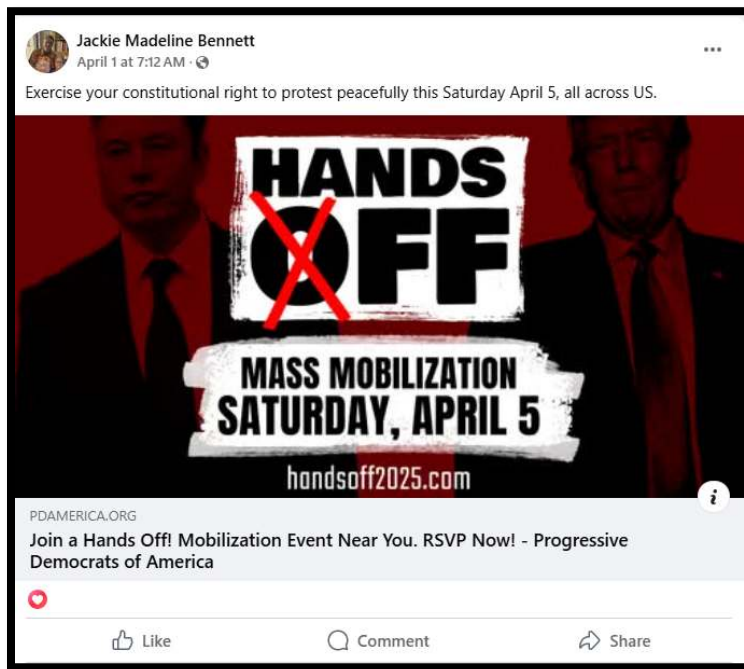 Jackie Madeline Bennett
April 1 at 7:12 AM ·
Exercise your constitutional right to protest peacefully this Saturday April 5, all across US.
HANDS
OFF
MASS MOBILIZATION
SATURDAY, APRIL 5
handsoff2025.com
i
PDAMERICA.ORG
Join a Hands Off! Mobilization Event Near You. RSVP Now! - Progressive
Democrats of America
Like Comment Share